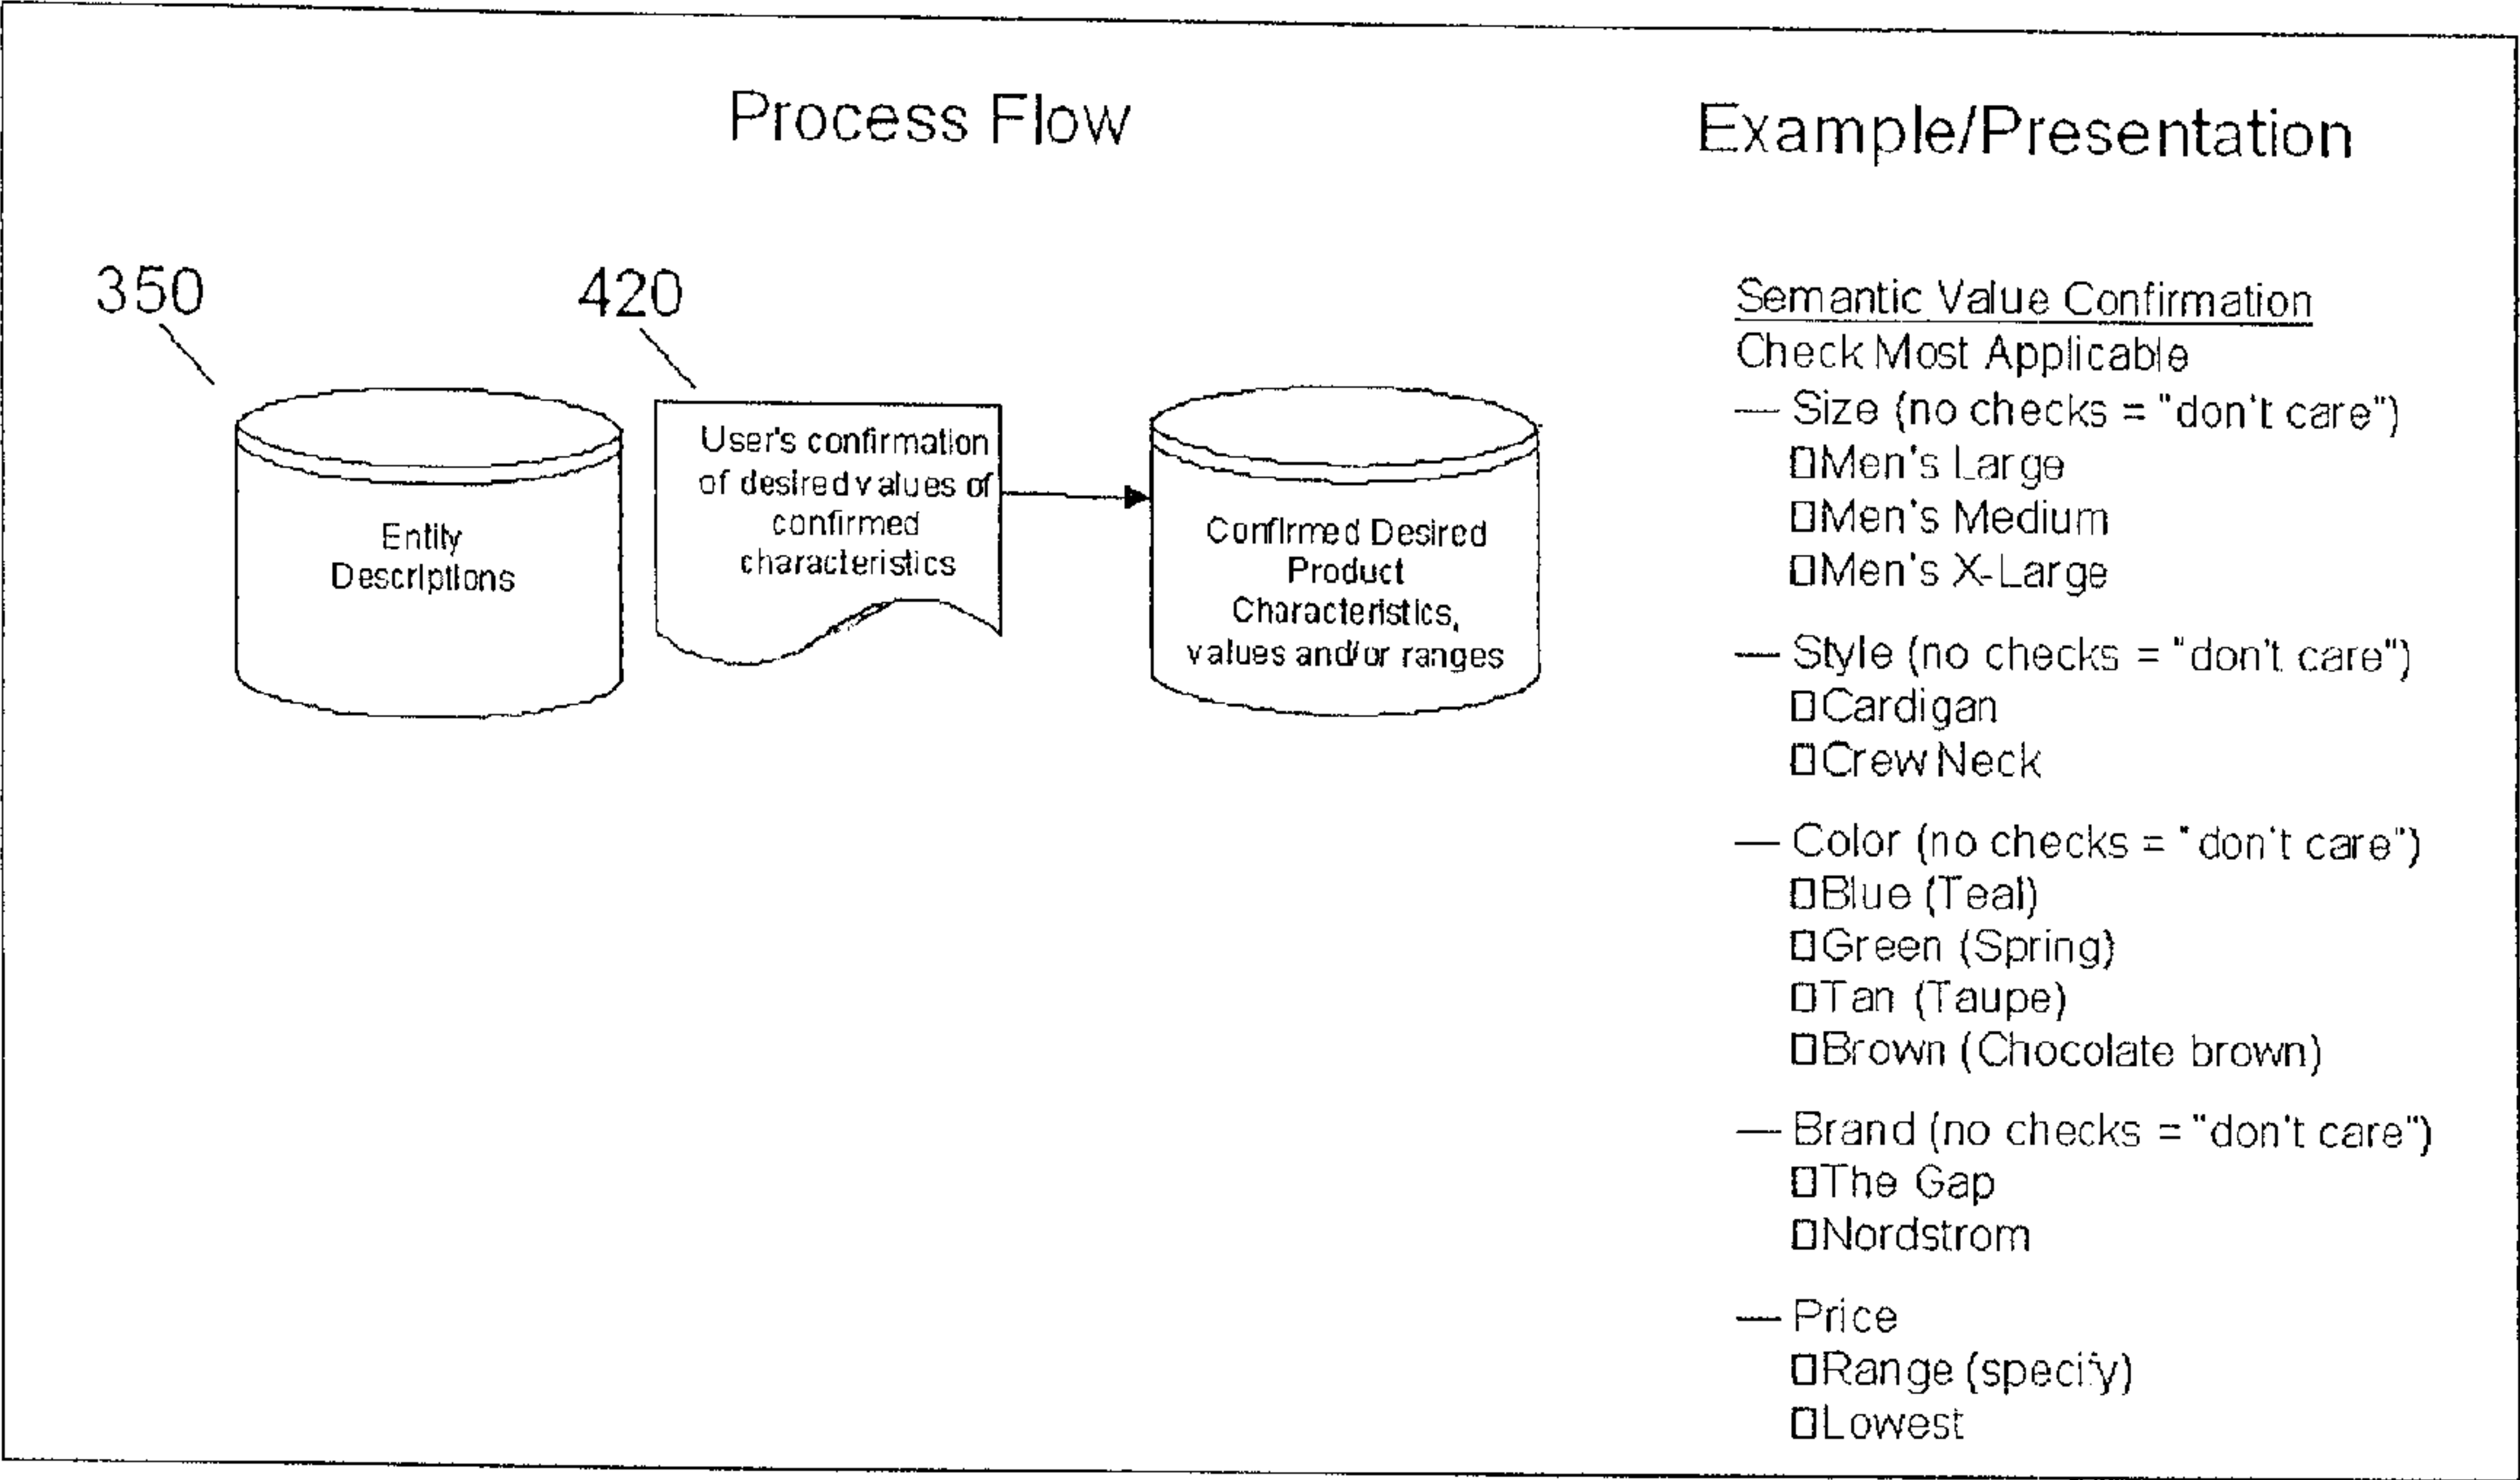 Process Flow
Example/Presentation
350
420
Entity
Descriptions
User's confirmation
of desired values of
confirmed
characteristics
Confirmed Desired
Product
Characteristics,
values and/or ranges
Semantic Value Confirmation
Check Most Applicable
— Size (no checks = "don't care")
Men's Large
Men's Medium
Men's X-Large
— Style (no checks = "don't care")
Cardigan
Crew Neck
— Color (no checks = "don't care")
Blue (Teal)
Green (Spring)
Tan (Taupe)
Brown (Chocolate brown)
— Brand (no checks = "don't care")
The Gap
Nordstrom
— Price
Range (specify)
Lowest